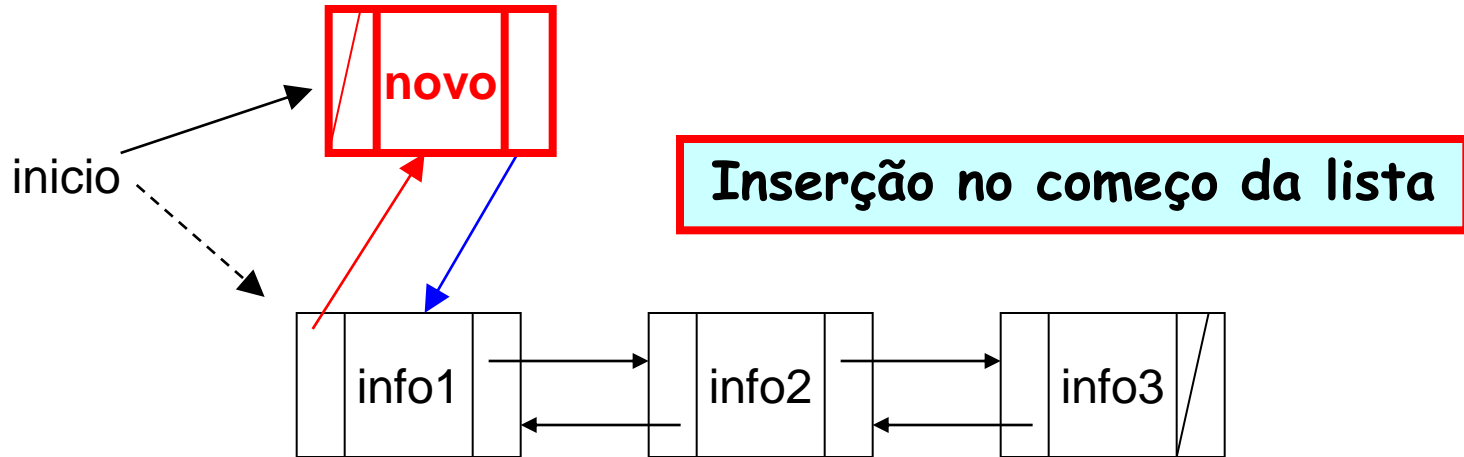 novo
inicio
Inserção no começo da lista
info1
info2
info3